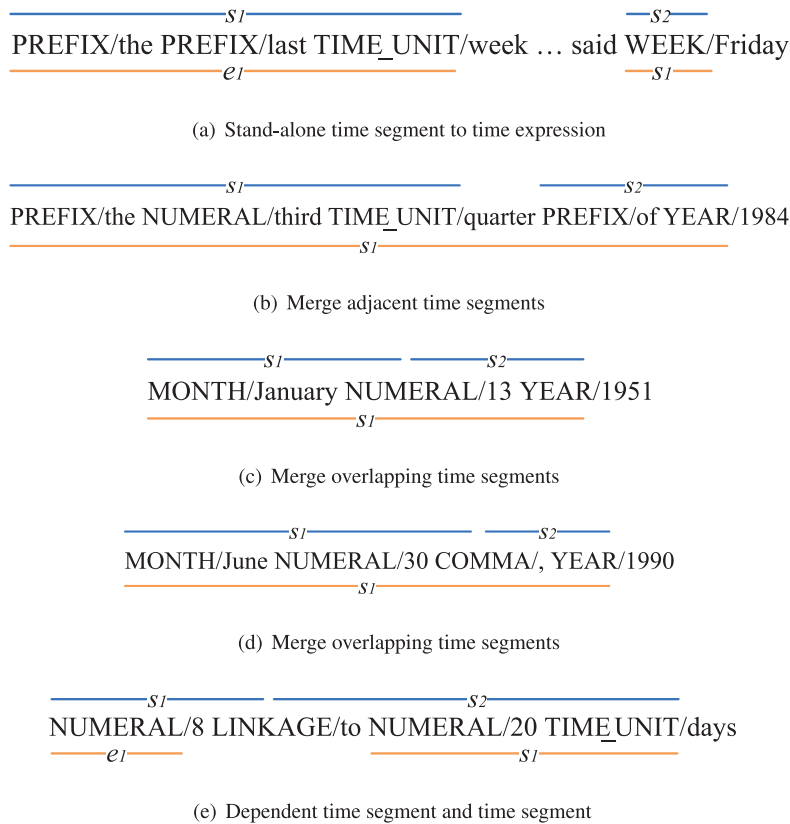 s1 s2
PREFIX/the PREFIX/last TIME_UNIT/week … said WEEK/Friday
e1 s1
(a) Stand-alone time segment to time expression
s1 s2
PREFIX/the NUMERAL/third TIME_UNIT/quarter PREFIX/of YEAR/1984
s1
(b) Merge adjacent time segments
s1 s2
MONTH/January NUMERAL/13 YEAR/1951
s1
(c) Merge overlapping time segments
s1 s2
MONTH/June NUMERAL/30 COMMA/, YEAR/1990
s1
(d) Merge overlapping time segments
s1 s2
NUMERAL/8 LINKAGE/to NUMERAL/20 TIME_UNIT/days
e1 s1
(e) Dependent time segment and time segment